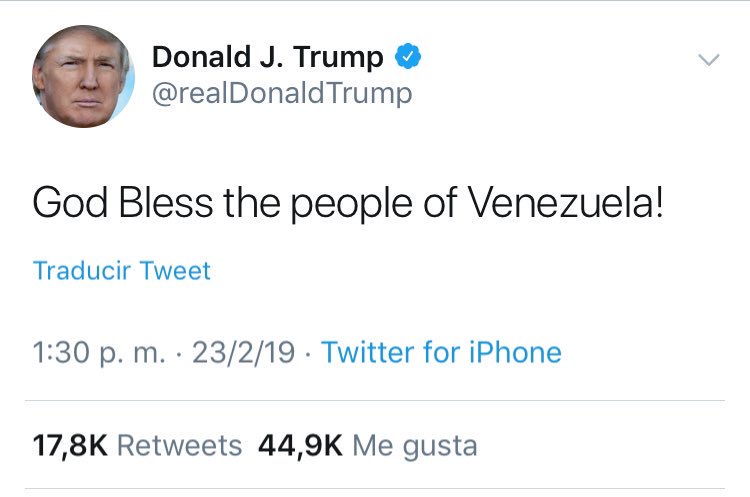 Donald J. Trump
@realDonaldTrump
God Bless the people of Venezuela!
Traducir Tweet
1:30 p. m. · 23/2/19 · Twitter for iPhone
17,8K Retweets 44,9K Me gusta